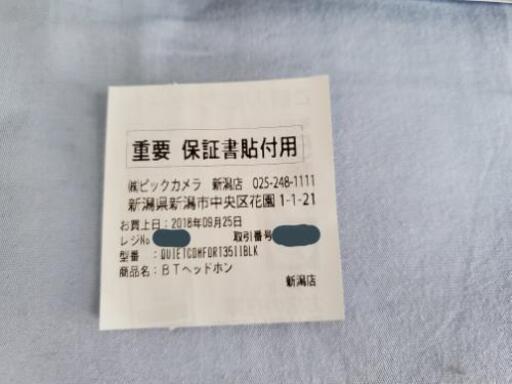 重要 保証書貼付用
㈱ビックカメラ 新潟店 025-248-1111
新潟県新潟市中央区花園1-1-21
お買上日:2018年09月25日
レジNo 取引番号
型番 :QUIETCOMFORT35IIBLK
商品名:BTヘッドホン
新潟店